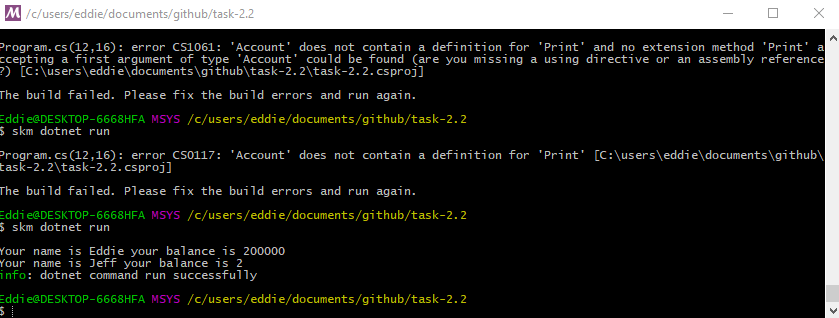 M /c/users/eddie/documents/github/task-2.2
Program.cs(12,16): error CS1061: 'Account' does not contain a definition for 'Print' and no extension method 'Print' a
ccepting a first argument of type 'Account' could be found (are you missing a using directive or an assembly reference
?) [C:\users\eddie\documents\github\task-2.2\task-2.2.csproj]
The build failed. Please fix the build errors and run again.
Eddie@DESKTOP-6668HFA MSYS /c/users/eddie/documents/github/task-2.2
$ skm dotnet run
Program.cs(12,16): error CS0117: 'Account' does not contain a definition for 'Print' [C:\users\eddie\documents\github\
task-2.2\task-2.2.csproj]
The build failed. Please fix the build errors and run again.
Eddie@DESKTOP-6668HFA MSYS /c/users/eddie/documents/github/task-2.2
$ skm dotnet run
Your name is Eddie your balance is 200000
Your name is Jeff your balance is 2
info: dotnet command run successfully
Eddie@DESKTOP-6668HFA MSYS /c/users/eddie/documents/github/task-2.2
$